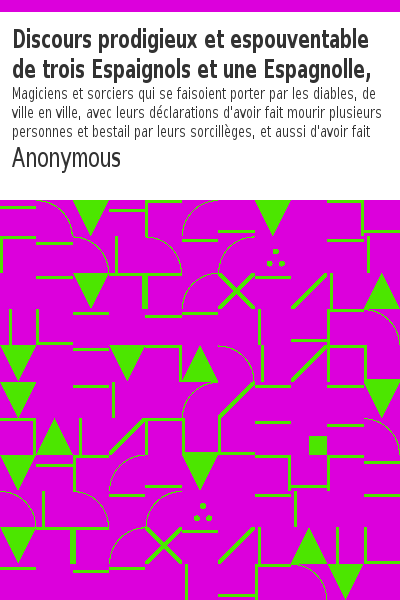 Discours prodigieux et espouventable
de trois Espaignols et une Espagnolle,
Magiciens et sorciers qui se faisoient porter par les diables, de
ville en ville, avec leurs déclarations d'avoir fait mourir plusieurs
personnes et bestail par leurs sorcillèges, et aussi d'avoir fait
Anonymous